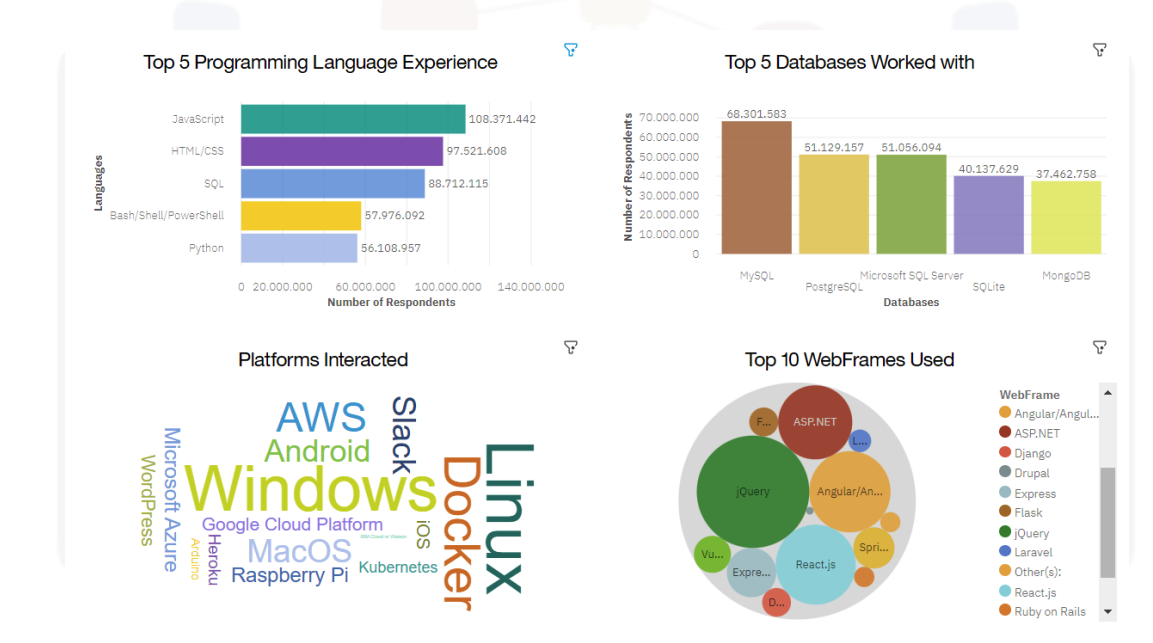 Top 5 Programming Language Experience
Languages
JavaScript 108.371.442
HTML/CSS 97.521.608
SQL 88.712.115
Bash/Shell/PowerShell 57.976.092
Python 56.108.957
0 20.000.000 60.000.000 100.000.000 140.000.000
Number of Respondents
Top 5 Databases Worked with
Number of Respondents
70.000.000
60.000.000
50.000.000
40.000.000
30.000.000
20.000.000
10.000.000
0
68.301.583
51.129.157
51.056.094
40.137.629
37.462.758
MySQL
PostgreSQL
Microsoft SQL Server
SQLite
MongoDB
Databases
Platforms Interacted
AWS
Slack
Android
Microsoft Azure
WordPress
Windows
Docker
Linux
Google Cloud Platform
iOS
Arduino
Heroku
MacOS
Kubernetes
Raspberry Pi
Top 10 WebFrames Used
F...
ASP.NET
L...
jQuery
Angular/An...
Vu...
Expre...
React.js
Spri...
D...
WebFrame
Angular/Angul...
ASP.NET
Django
Drupal
Express
Flask
jQuery
Laravel
Other(s):
React.js
Ruby on Rails